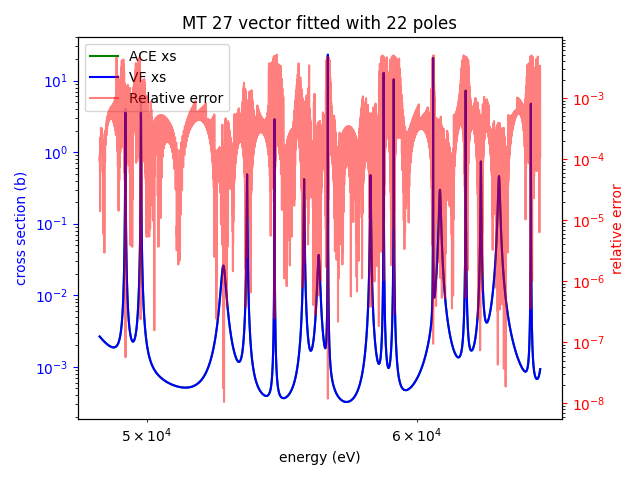 MT 27 vector fitted with 22 poles
ACE xs
VF xs
Relative error
cross section (b)
10¹
10⁰
10⁻¹
10⁻²
10⁻³
10⁻³
10⁻⁴
10⁻⁵
10⁻⁶
10⁻⁷
10⁻⁸
relative error
5 × 10⁴
6 × 10⁴
energy (eV)